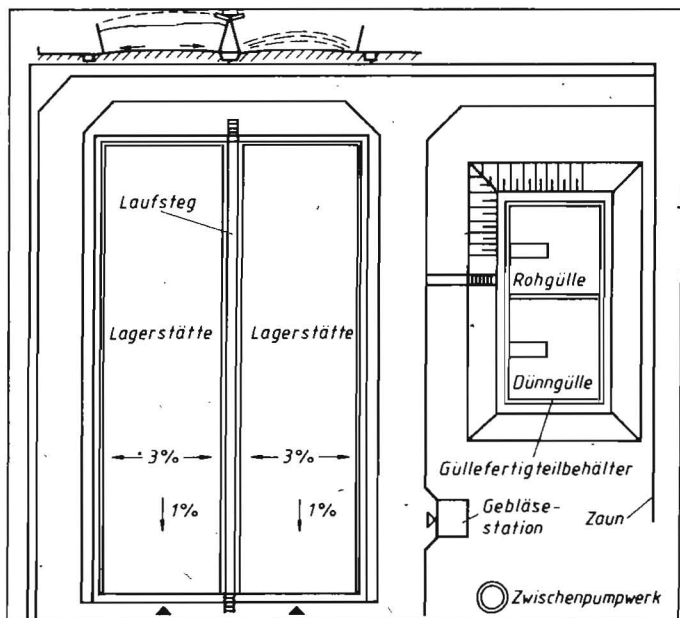 Laufsteg
Rohgülle
Lagerstätte Lagerstätte
Dünngülle
3% 3%
Güllefertigteilbehälter
1% 1%
Gebläse-
station
Zaun
Zwischenpumpwerk